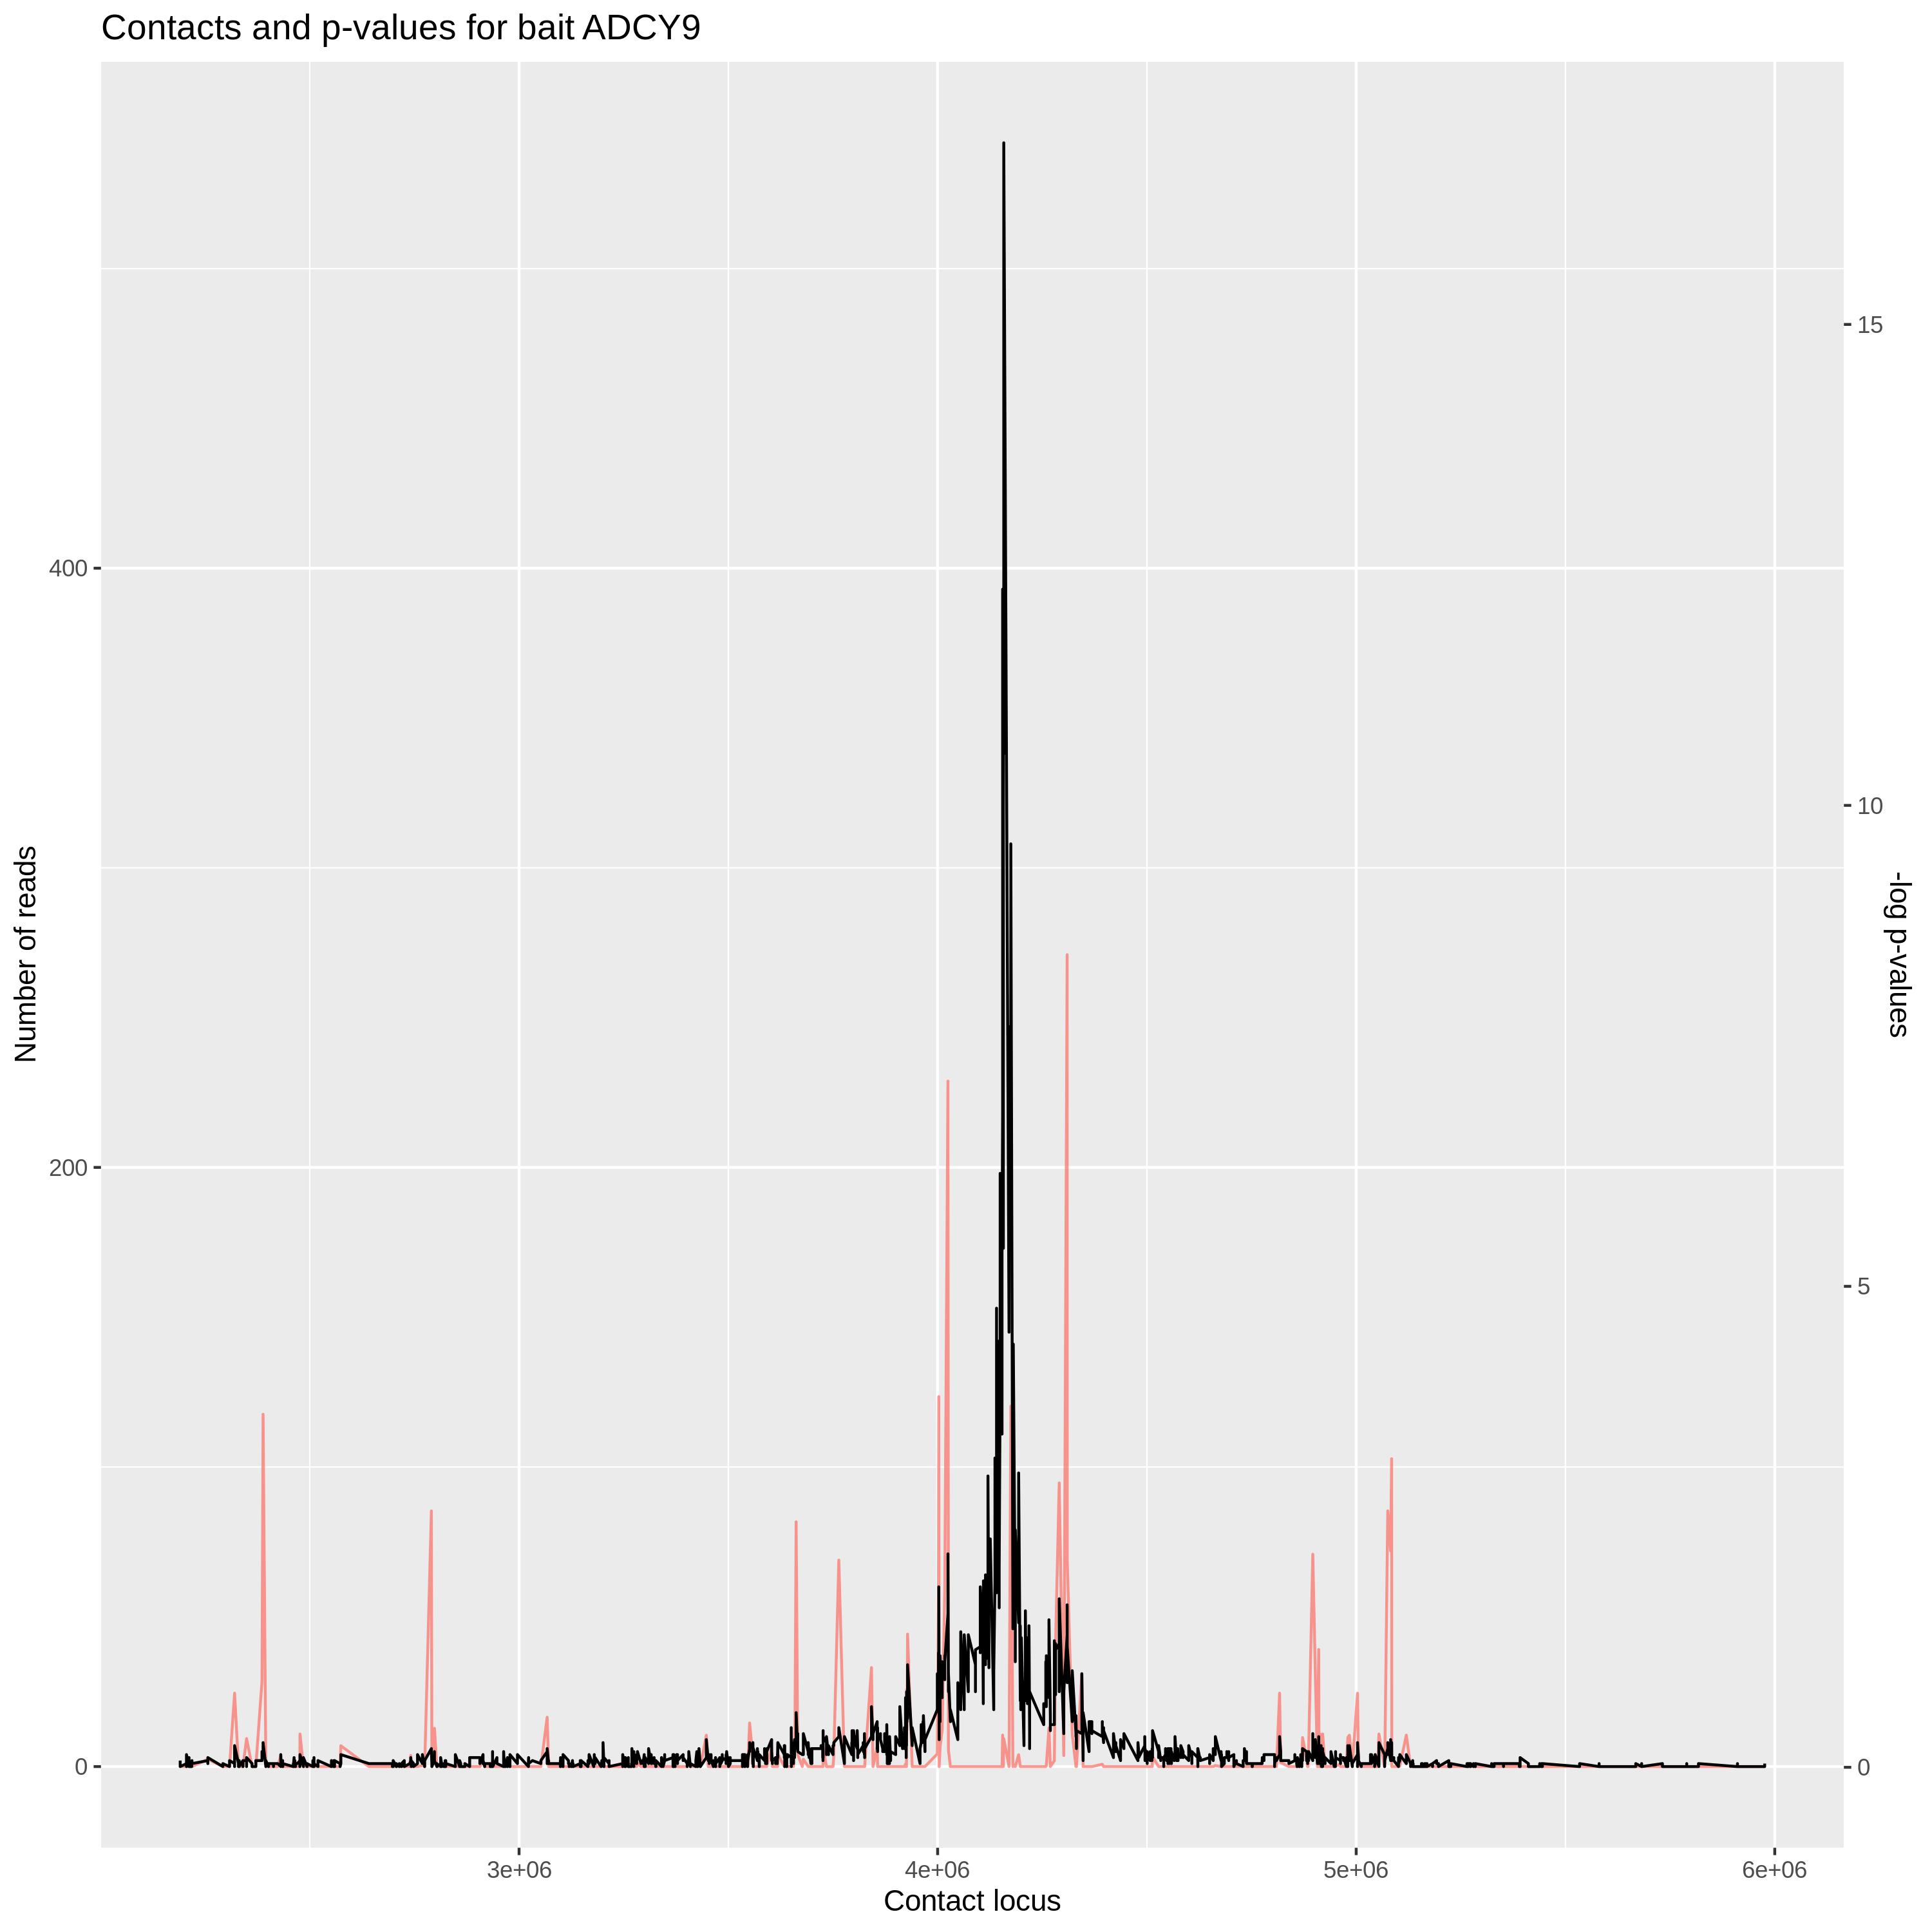 Contacts and p-values for bait ADCY9
Number of reads
400
200
0
15
10
5
0
-log p-values
3e+06
4e+06
5e+06
6e+06
Contact locus